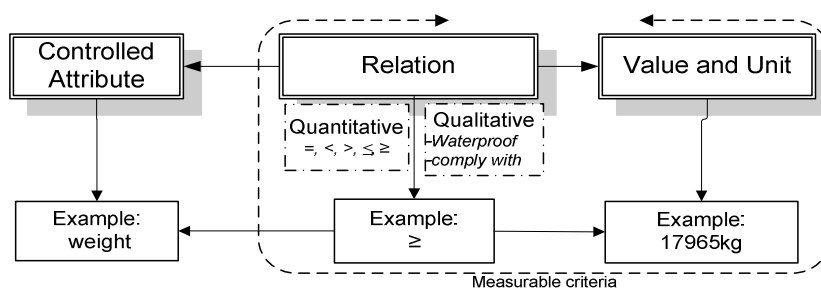 Controlled
Attribute
Relation
Value and Unit
Quantitative
=, <, >, ≤, ≥
Qualitative
-Waterproof
-comply with
Example:
weight
Example:
≥
Example:
17965kg
Measurable criteria